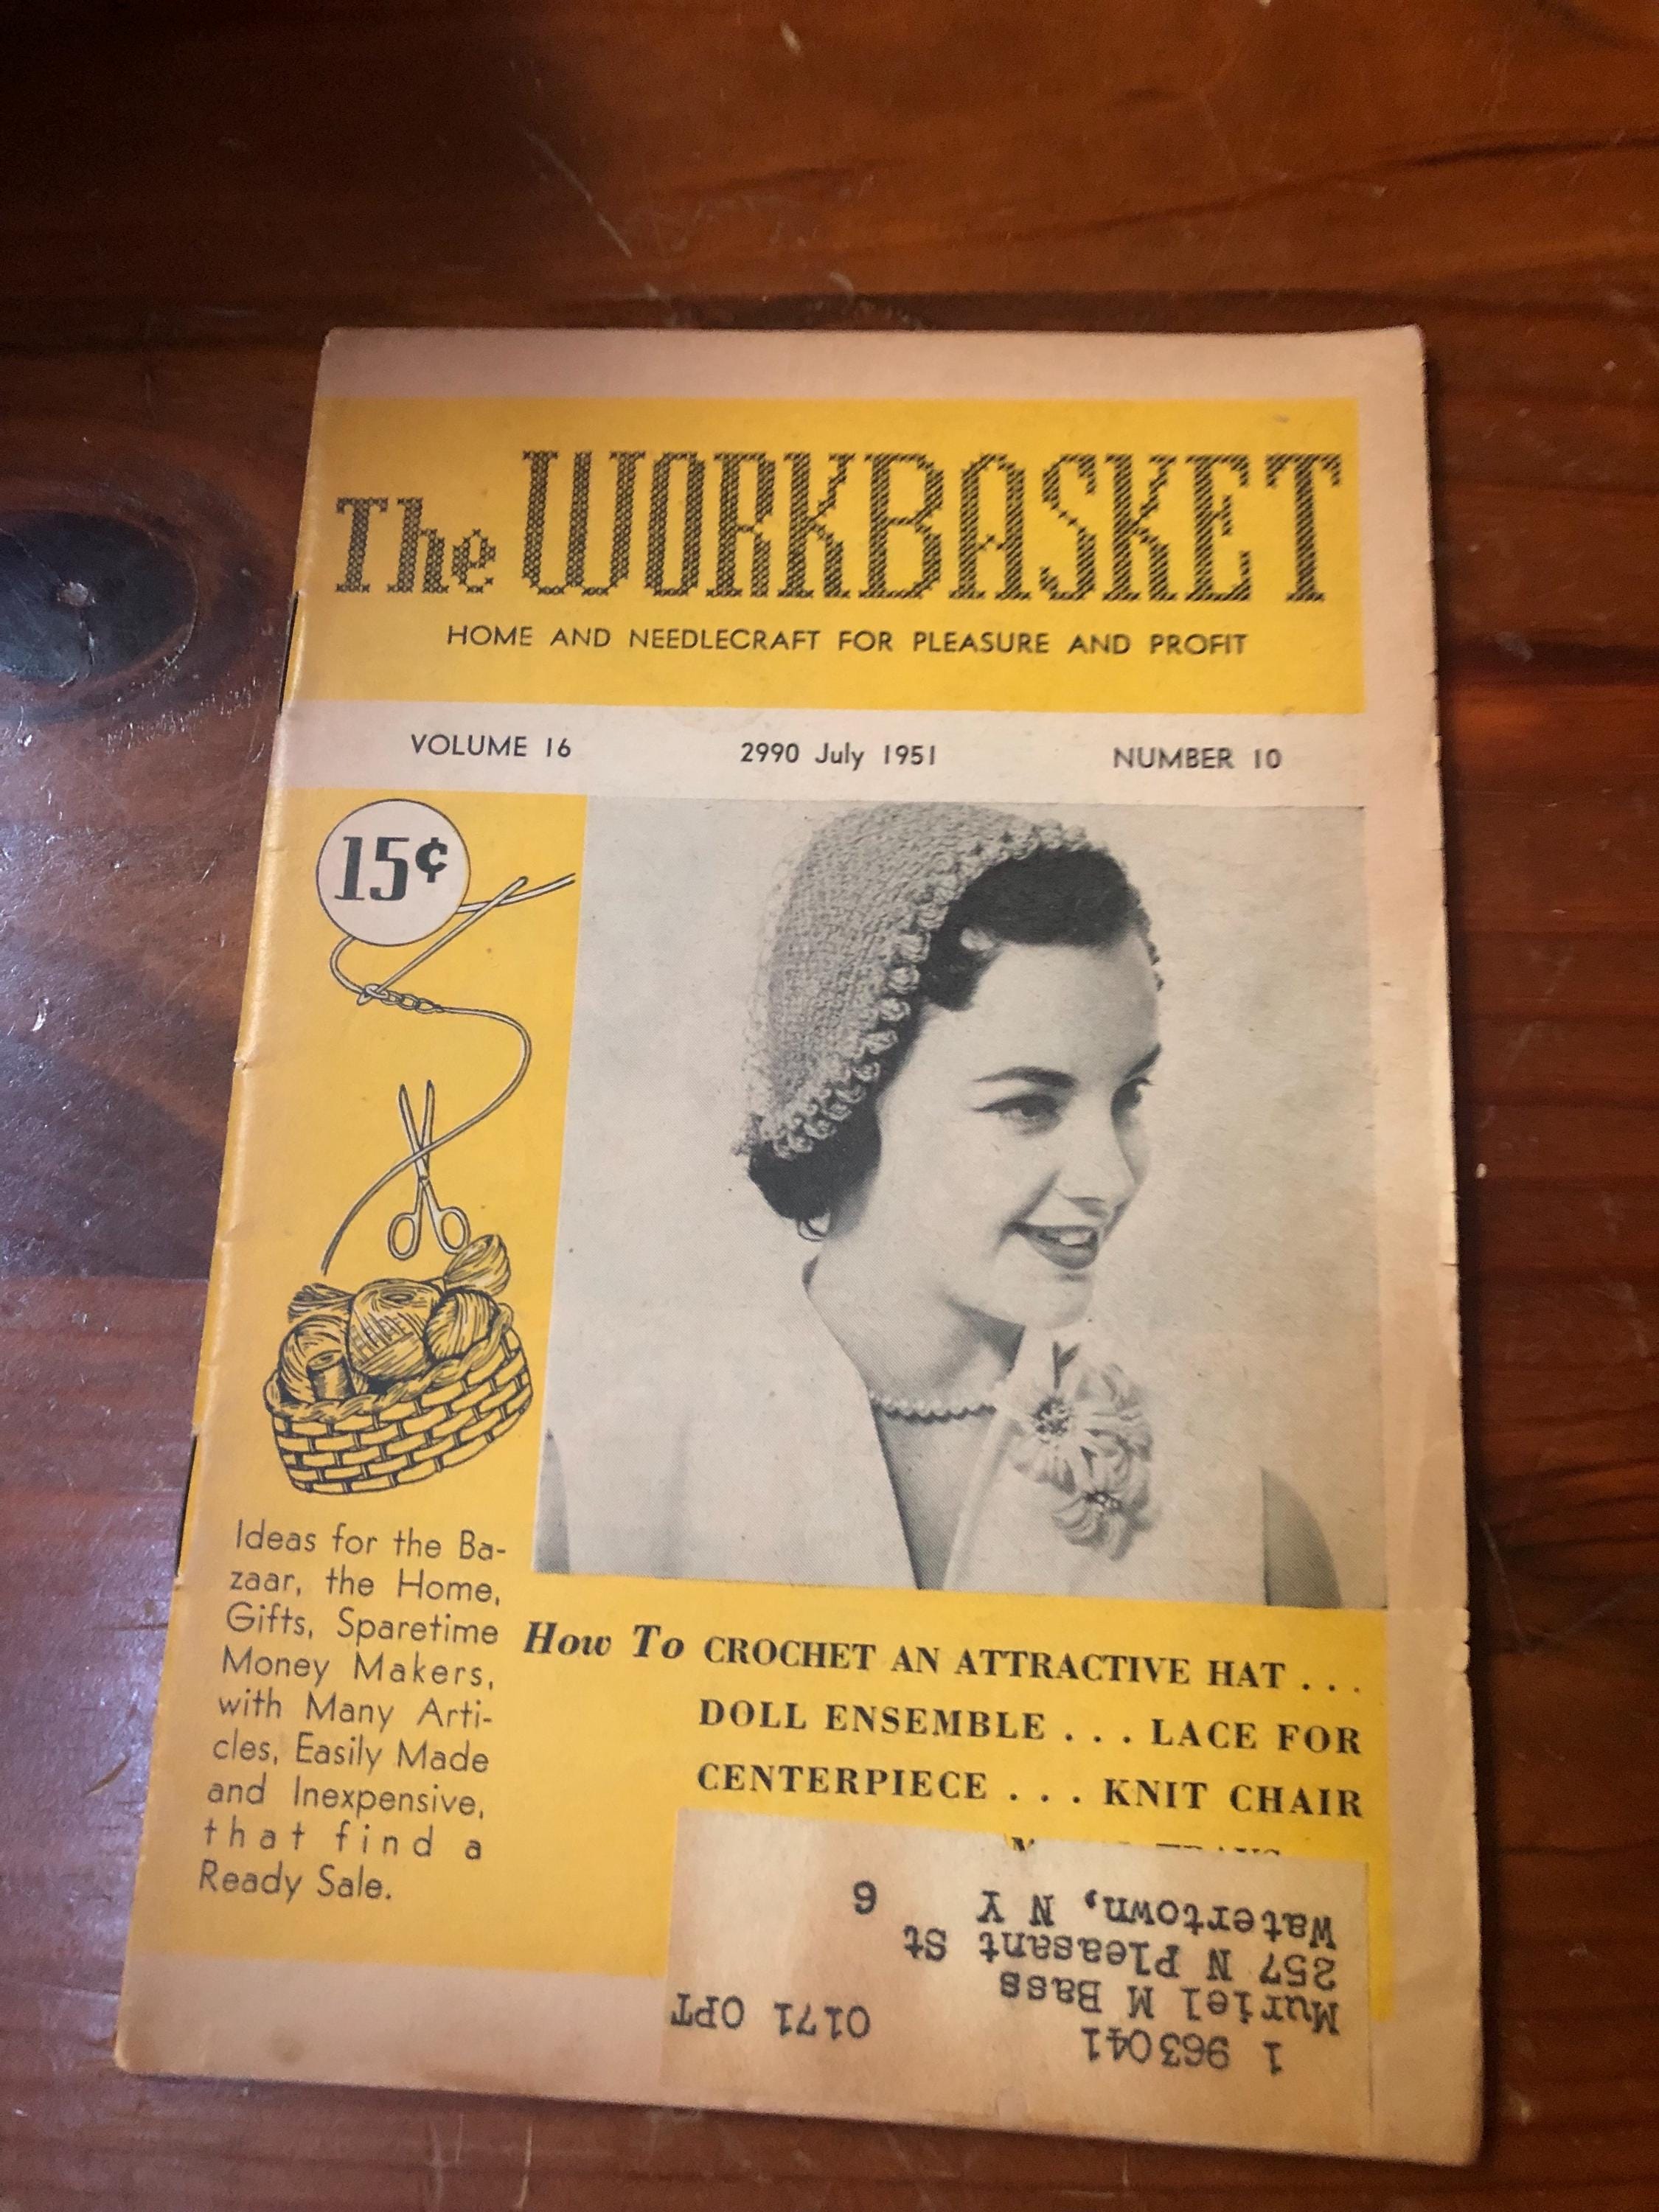 The WORKBASKET
HOME AND NEEDLECRAFT FOR PLEASURE AND PROFIT
VOLUME 16 2990 July 1951 NUMBER 10
15¢
Ideas for the Ba-
zaar, the Home,
Gifts, Sparetime
Money Makers,
with Many Arti-
cles, Easily Made
and Inexpensive,
that find a
Ready Sale.
How To CROCHET AN ATTRACTIVE HAT . . .
DOLL ENSEMBLE . . . LACE FOR
CENTERPIECE . . . KNIT CHAIR
1 963041 0171 OPT
Muriel M Bass
257 N Pleasant St
Watertown, N Y 6